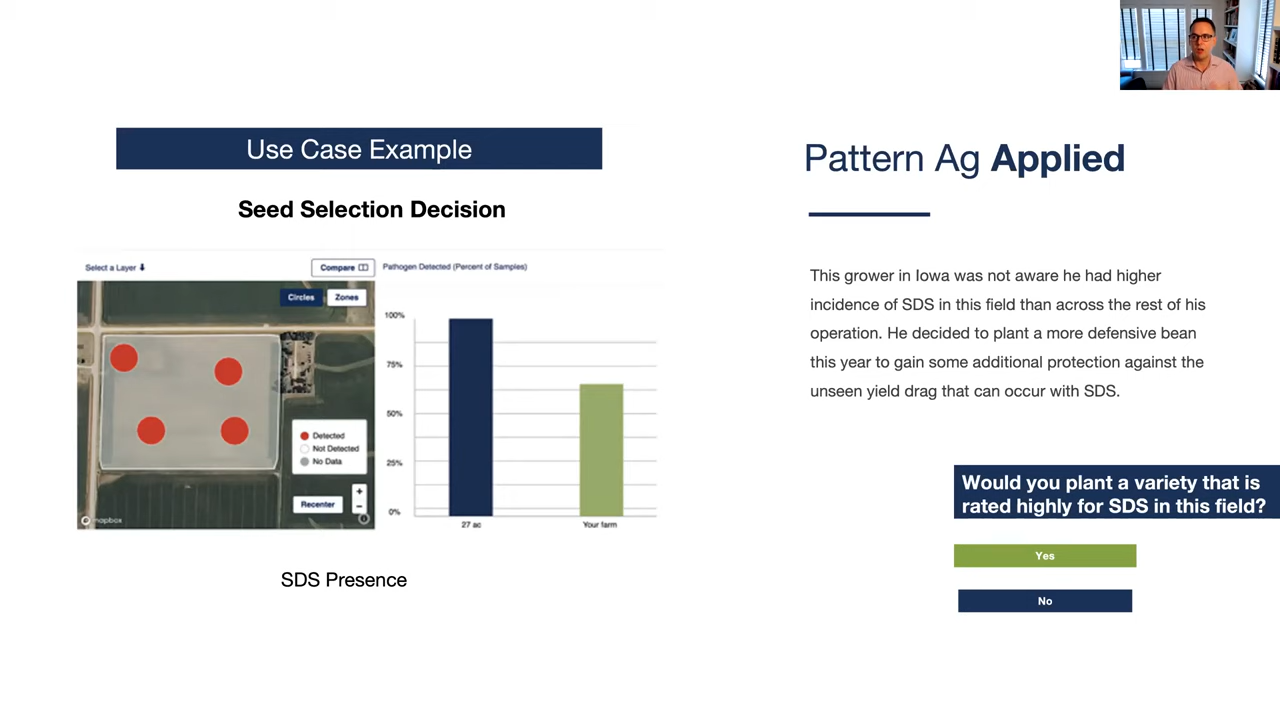 Use Case Example
Seed Selection Decision
Select a Layer
Compare
Circles
Zones
Detected
Not Detected
No Data
+
−
Recenter
mapbox
Pathogen Detected (Percent of Samples)
100%
75%
50%
25%
0%
27 ac
Your farm
SDS Presence
Pattern Ag Applied
This grower in Iowa was not aware he had higher
incidence of SDS in this field than across the rest of his
operation. He decided to plant a more defensive bean
this year to gain some additional protection against the
unseen yield drag that can occur with SDS.
Would you plant a variety that is
rated highly for SDS in this field?
Yes
No